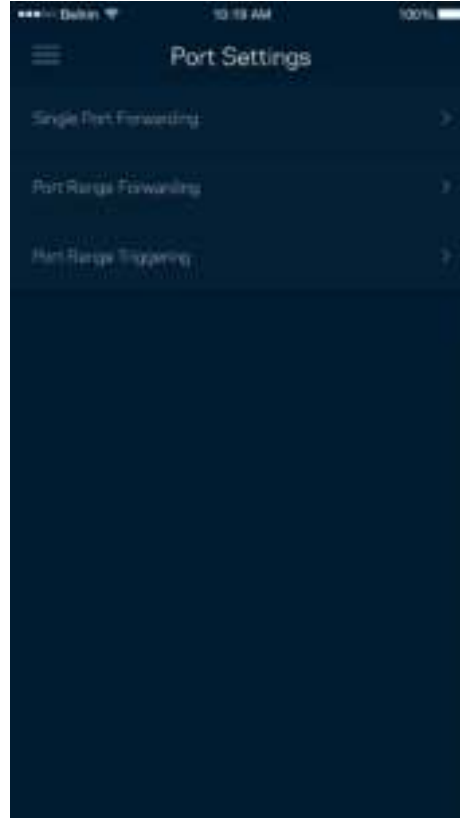 Belkin 10:19 AM 100%
Port Settings
Single Port Forwarding
Port Range Forwarding
Port Range Triggering